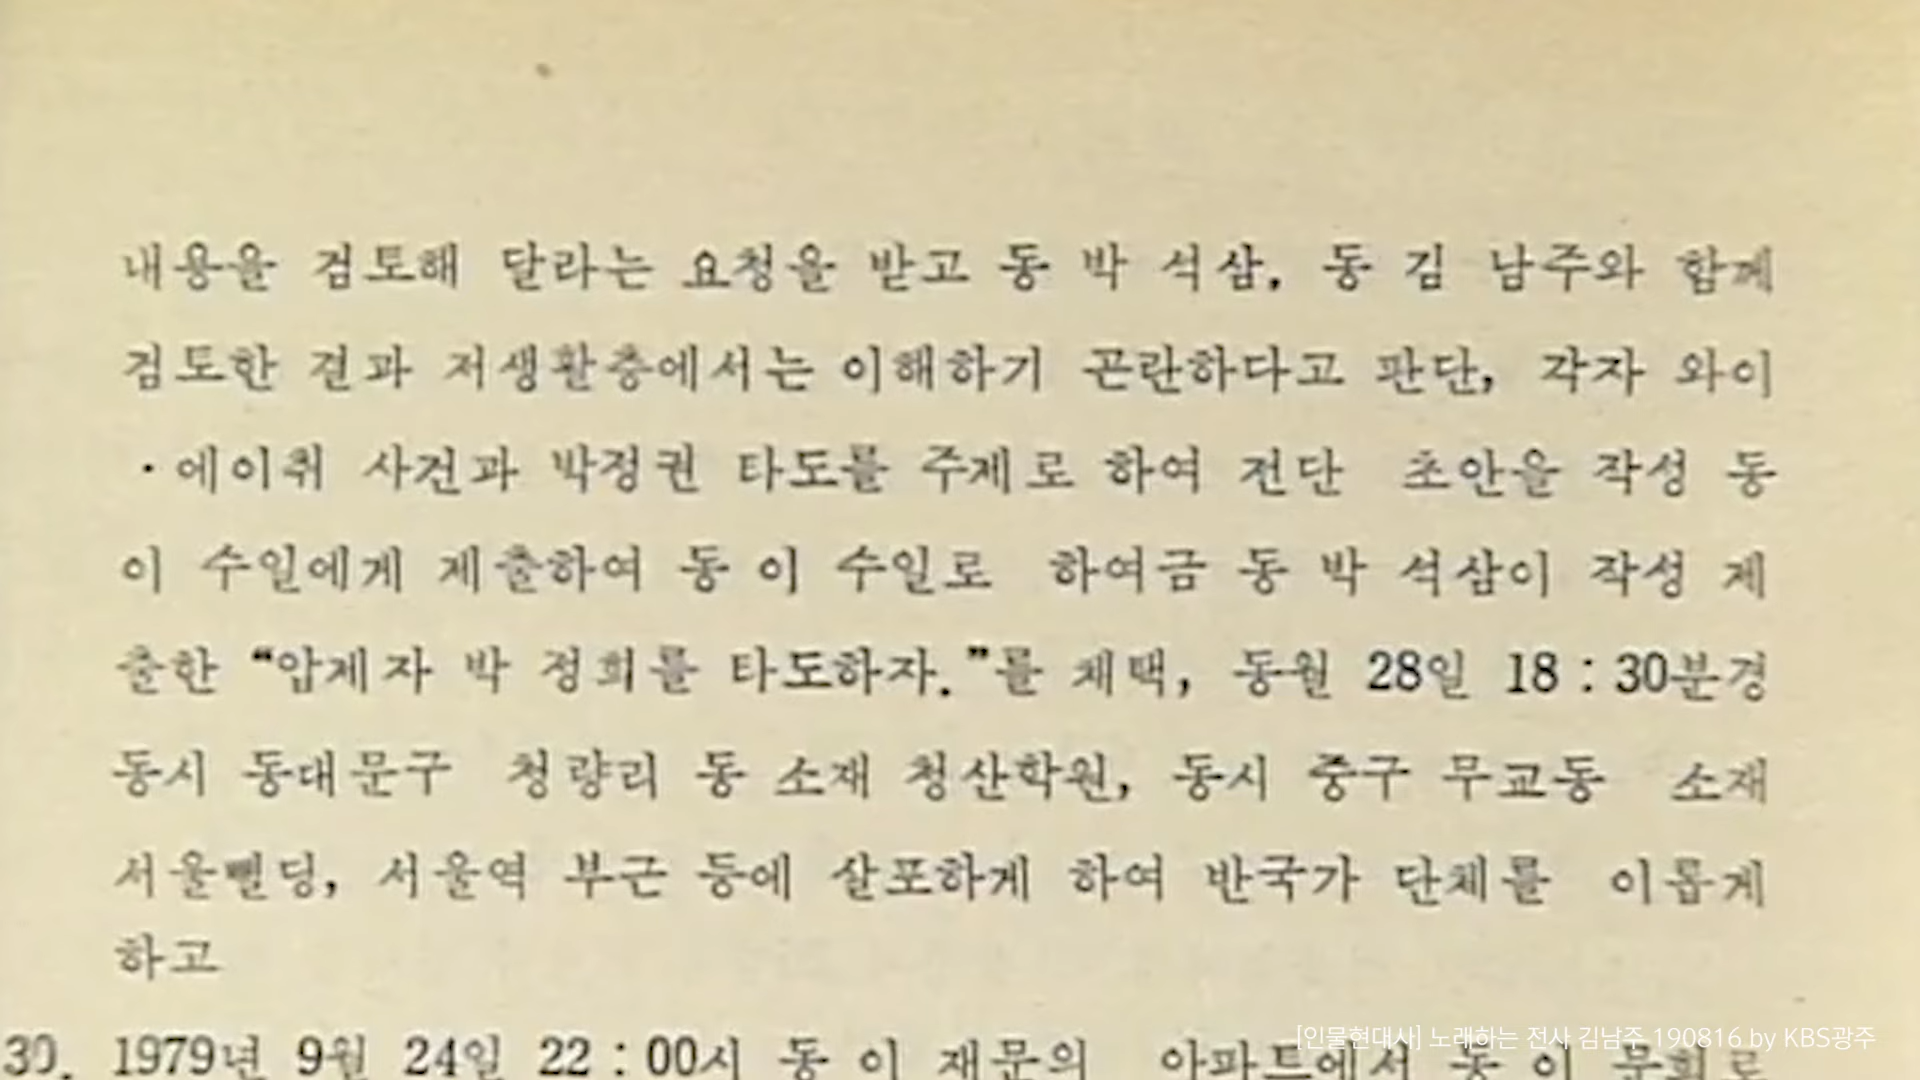 내용을 검토해 달라는 요청을 받고 동 박 석삼, 동 김 남주와 함께
검토한 결과 저생활층에서는 이해하기 곤란하다고 판단, 각자 와이
·에이취 사건과 박정권 타도를 주제로 하여 전단 초안을 작성 동
이 수일에게 제출하여 동 이 수일로 하여금 동 박 석삼이 작성 제
출한 “압제자 박 정희를 타도하자.”를 채택, 동월 28일 18:30분경
동시 동대문구 청량리 동 소재 청산학원, 동시 중구 무교동 소재
서울삘딩, 서울역 부근 등에 살포하게 하여 반국가 단체를 이롭게
하고
30. 1979년 9월 24일 22:00시 동 이 재문의 아파트에서 동 이 문희로
[인물현대사] 노래하는 전사 김남주 190816 by KBS광주